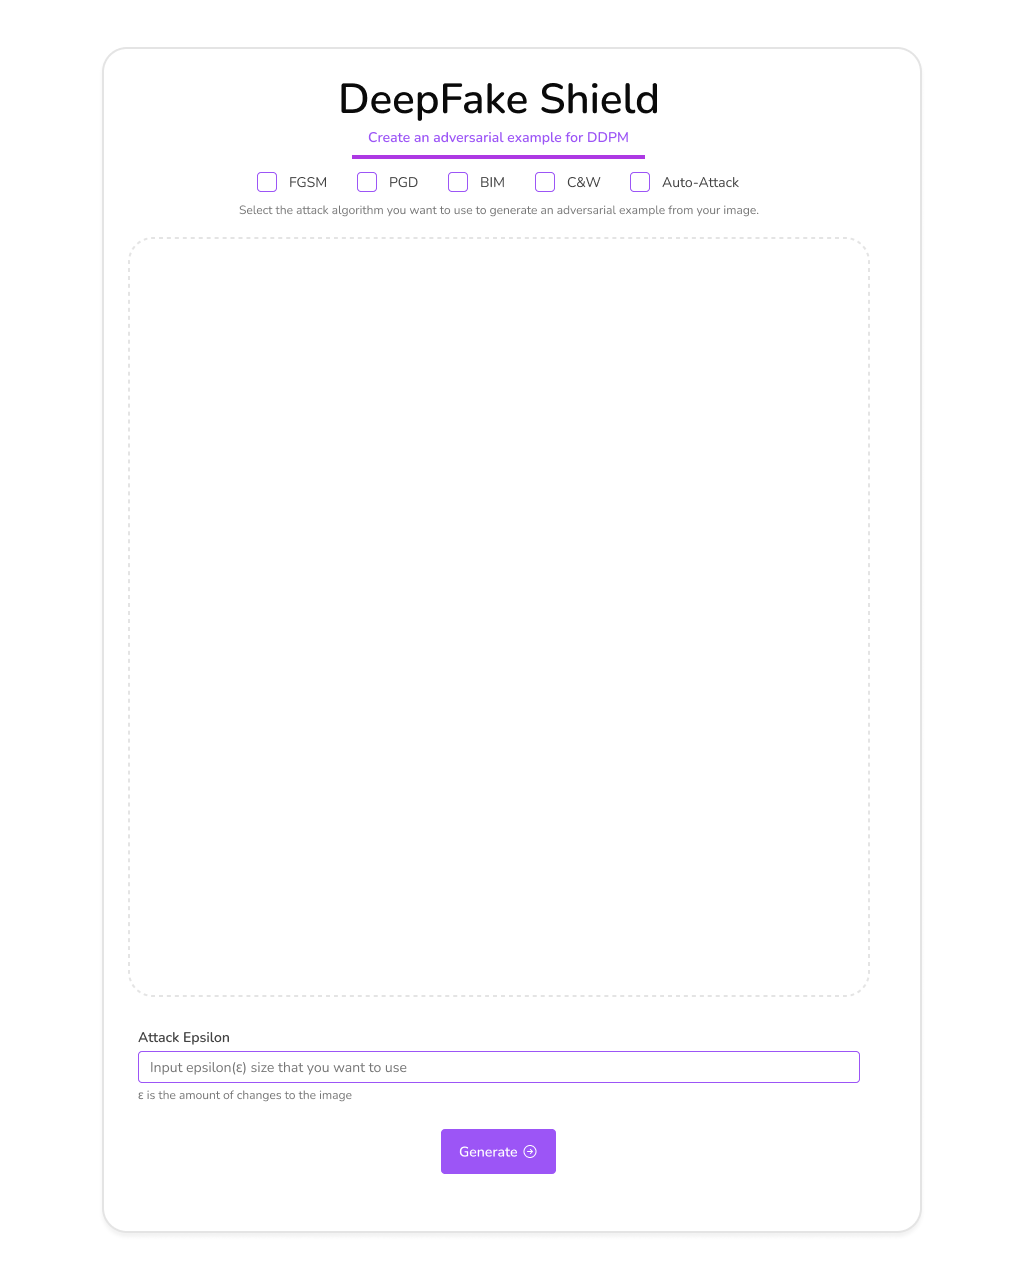 DeepFake Shield
Create an adversarial example for DDPM
FGSM PGD BIM C&W Auto-Attack
Select the attack algorithm you want to use to generate an adversarial example from your image.
Attack Epsilon
Input epsilon(ε) size that you want to use
ε is the amount of changes to the image
Generate